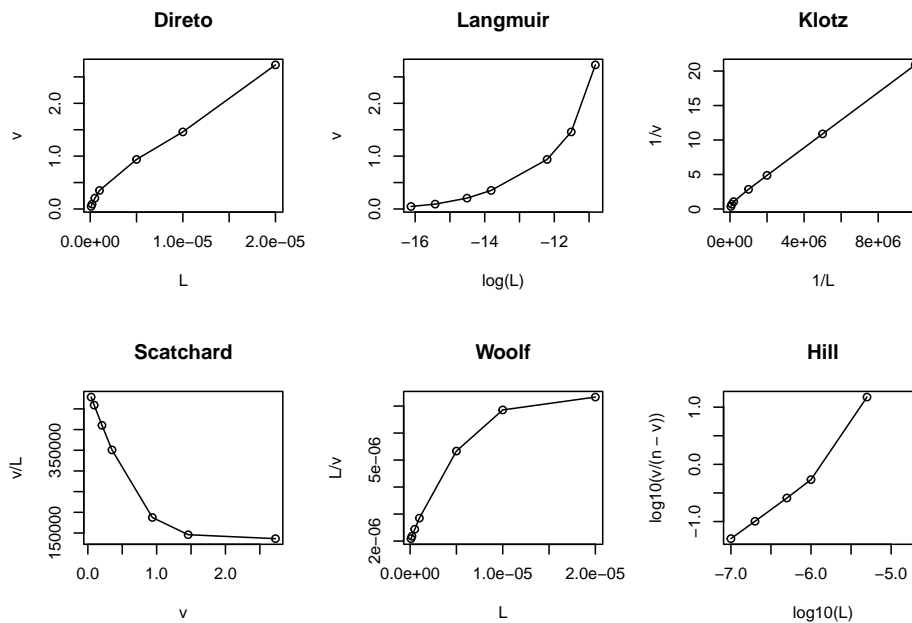 Direto
v
0.0
1.0
2.0
0.0e+00
1.0e-05
2.0e-05
L
Langmuir
v
0.0
1.0
2.0
−16
−14
−12
log(L)
Klotz
1/v
0
5
10
15
20
0e+00
4e+06
8e+06
1/L
Scatchard
v/L
150000
350000
0.0
1.0
2.0
v
Woolf
L/v
2e−06
5e−06
0.0e+00
1.0e−05
2.0e−05
L
Hill
log10(v/(n − v))
−1.0
0.0
1.0
−7.0
−6.0
−5.0
log10(L)